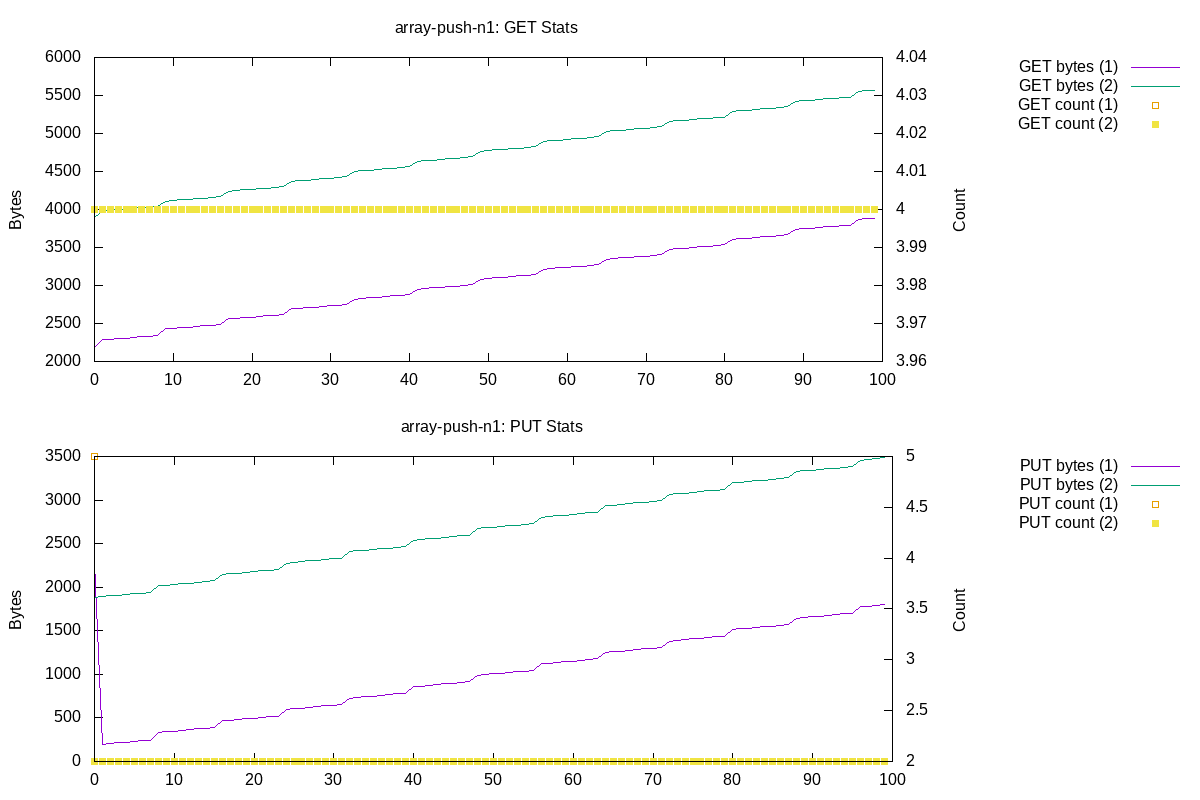 array-push-n1: GET Stats
6000
5500
5000
4500
4000
3500
3000
2500
2000
Bytes
0 10 20 30 40 50 60 70 80 90 100
4.04
4.03
4.02
4.01
4
3.99
3.98
3.97
3.96
Count
GET bytes (1)
GET bytes (2)
GET count (1)
GET count (2)
array-push-n1: PUT Stats
3500
3000
2500
2000
1500
1000
500
0
Bytes
0 10 20 30 40 50 60 70 80 90 100
5
4.5
4
3.5
3
2.5
2
Count
PUT bytes (1)
PUT bytes (2)
PUT count (1)
PUT count (2)